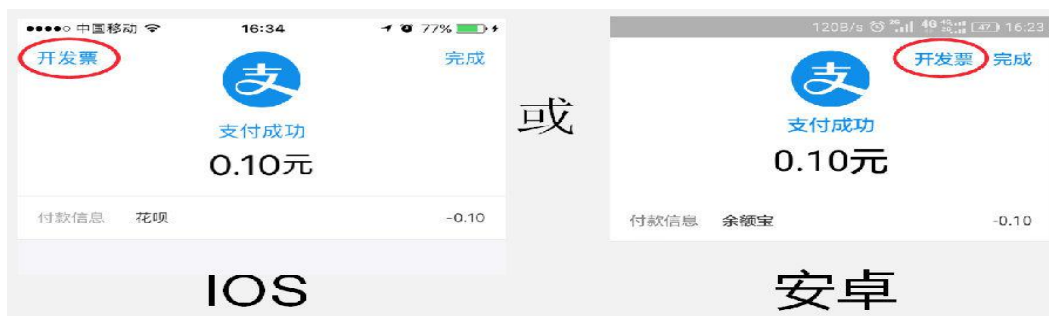 中国移动 16:34 77%
开发票 完成
支
支付成功
0.10元
付款信息 花呗 -0.10
IOS
或
120B/s 2G 4G 47 16:23
开发票 完成
支
支付成功
0.10元
付款信息 余额宝 -0.10
安卓